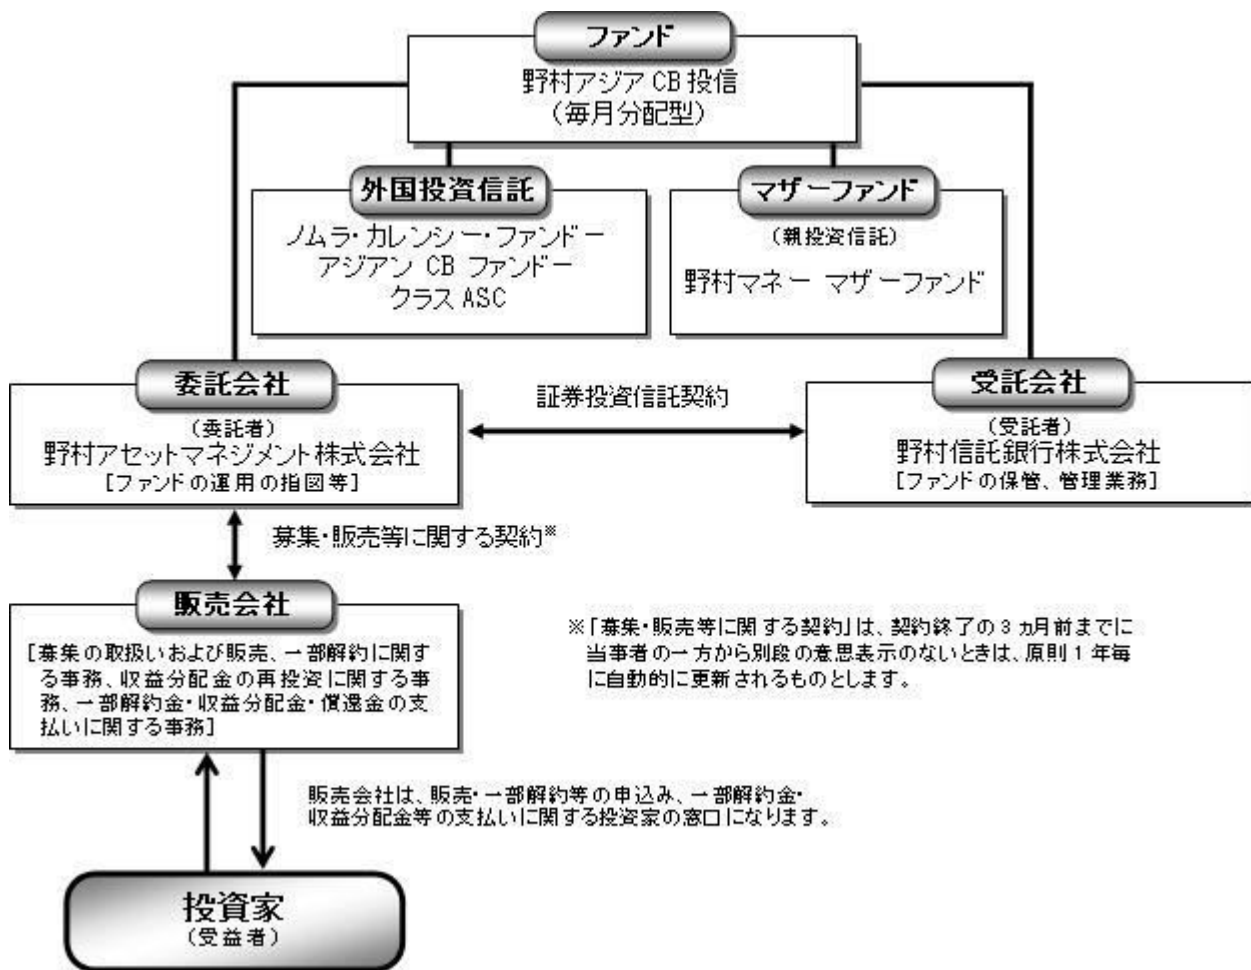 ファンド
野村アジア CB 投信
（毎月分配型）
外国投資信託
ノムラ・カレンシー・ファンドー
アジアン CB ファンドー
クラス ASC
マザーファンド
（親投資信託）
野村マネー マザーファンド
委託会社
（委託者）
野村アセットマネジメント株式会社
［ファンドの運用の指図等］
証券投資信託契約
受託会社
（受託者）
野村信託銀行株式会社
［ファンドの保管、管理業務］
募集・販売等に関する契約※
販売会社
［募集の取扱いおよび販売、一部解約に関す
る事務、収益分配金の再投資に関する事
務、一部解約金・収益分配金・償還金の支
払いに関する事務］
※「募集・販売等に関する契約」は、契約終了の3ヵ月前までに
当事者の一方から別段の意思表示のないときは、原則1年毎
に自動的に更新されるものとします。
販売会社は、販売・一部解約等の申込み、一部解約金・
収益分配金等の支払いに関する投資家の窓口になります。
投資家
（受益者）